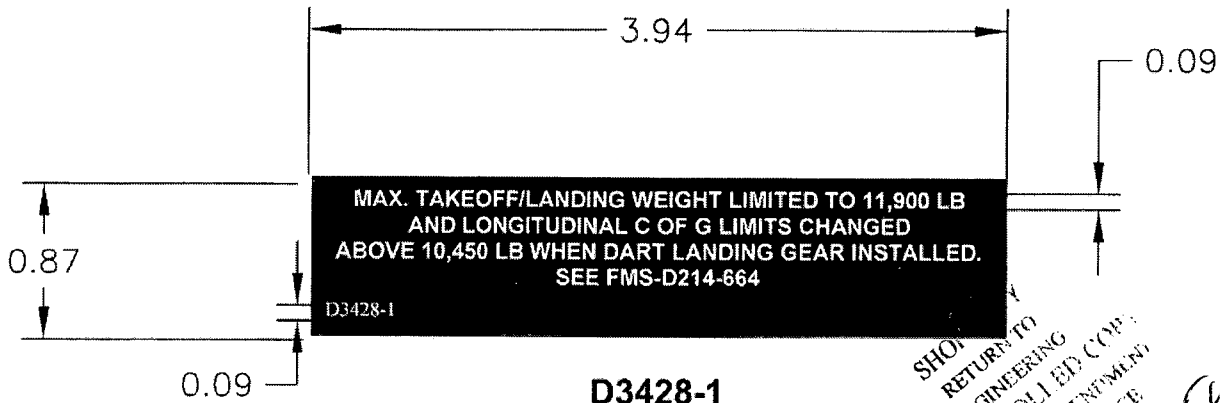 3.94
0.09
MAX. TAKEOFF/LANDING WEIGHT LIMITED TO 11,900 LB
AND LONGITUDINAL C OF G LIMITS CHANGED
ABOVE 10,450 LB WHEN DART LANDING GEAR INSTALLED.
SEE FMS-D214-664
0.87
D3428-1
0.09
D3428-1
RETURN TO